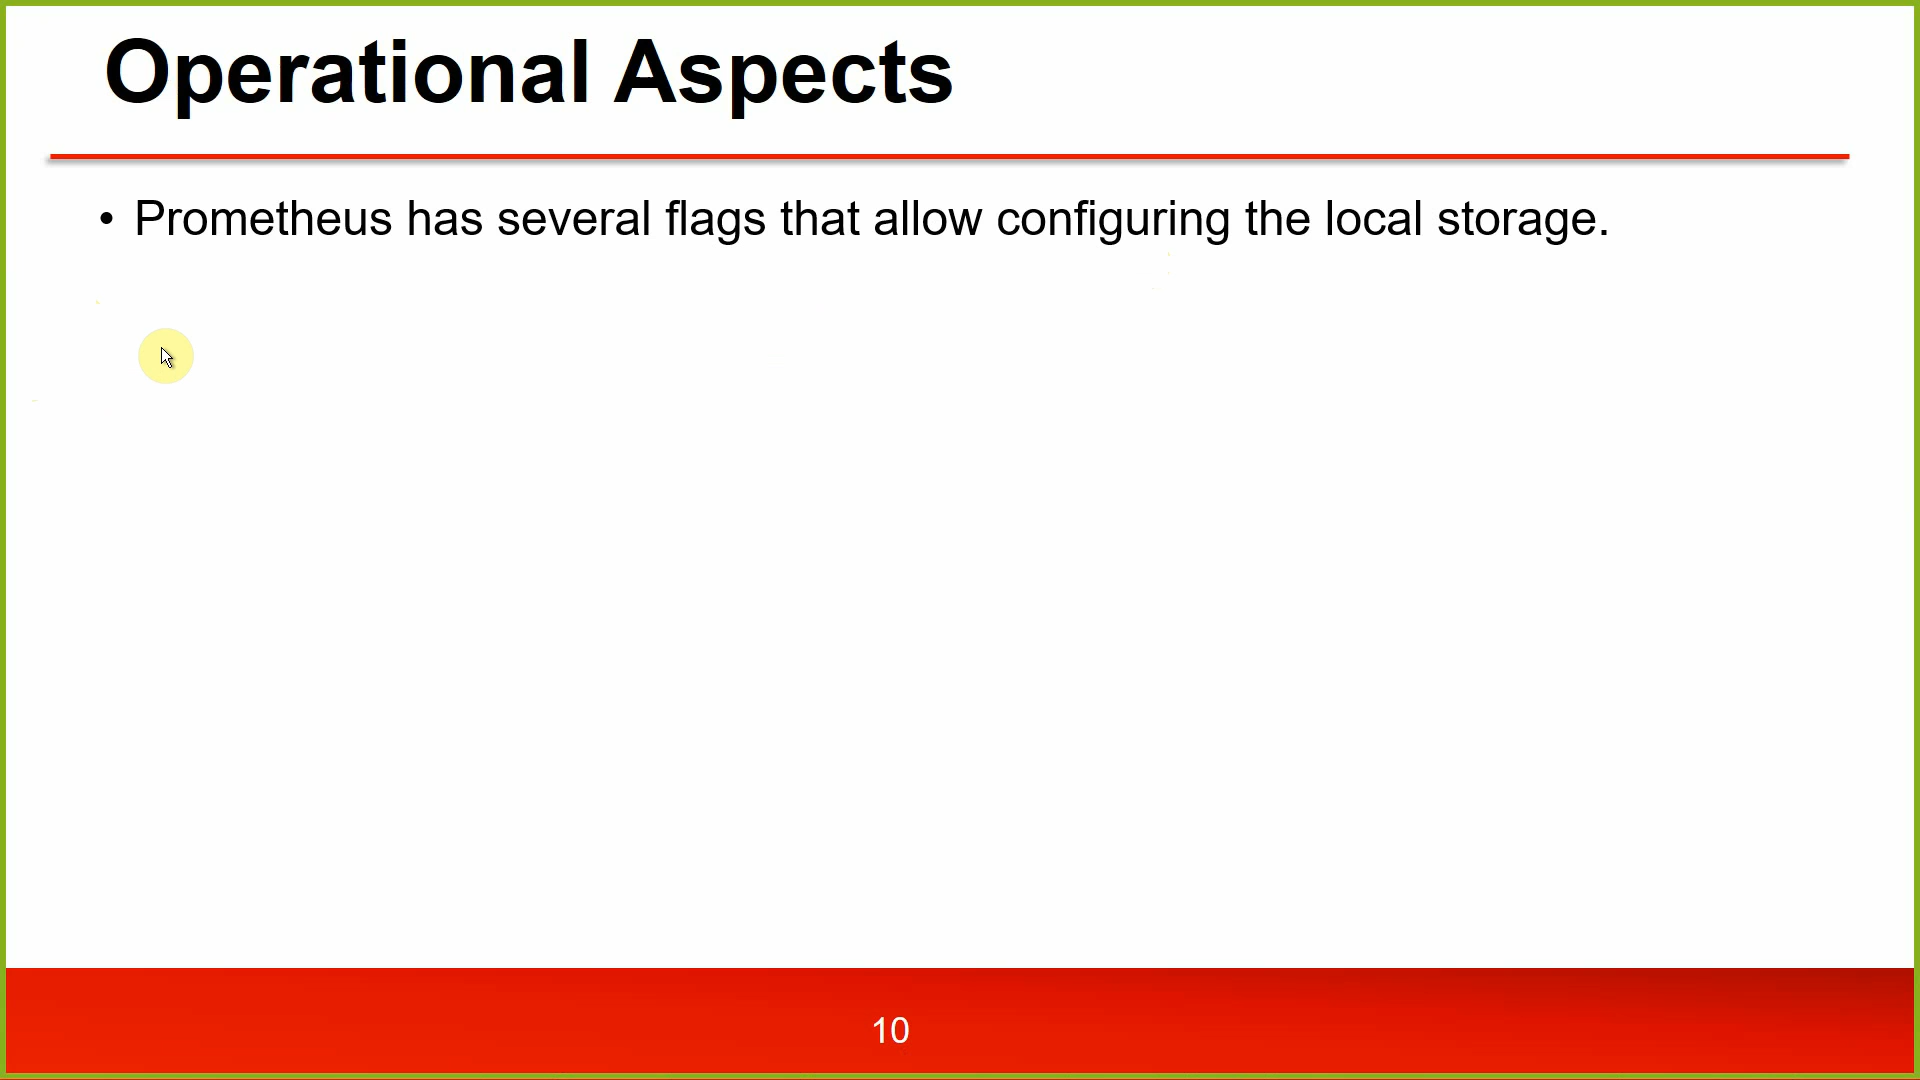 Operational Aspects
• Prometheus has several flags that allow configuring the local storage.
10